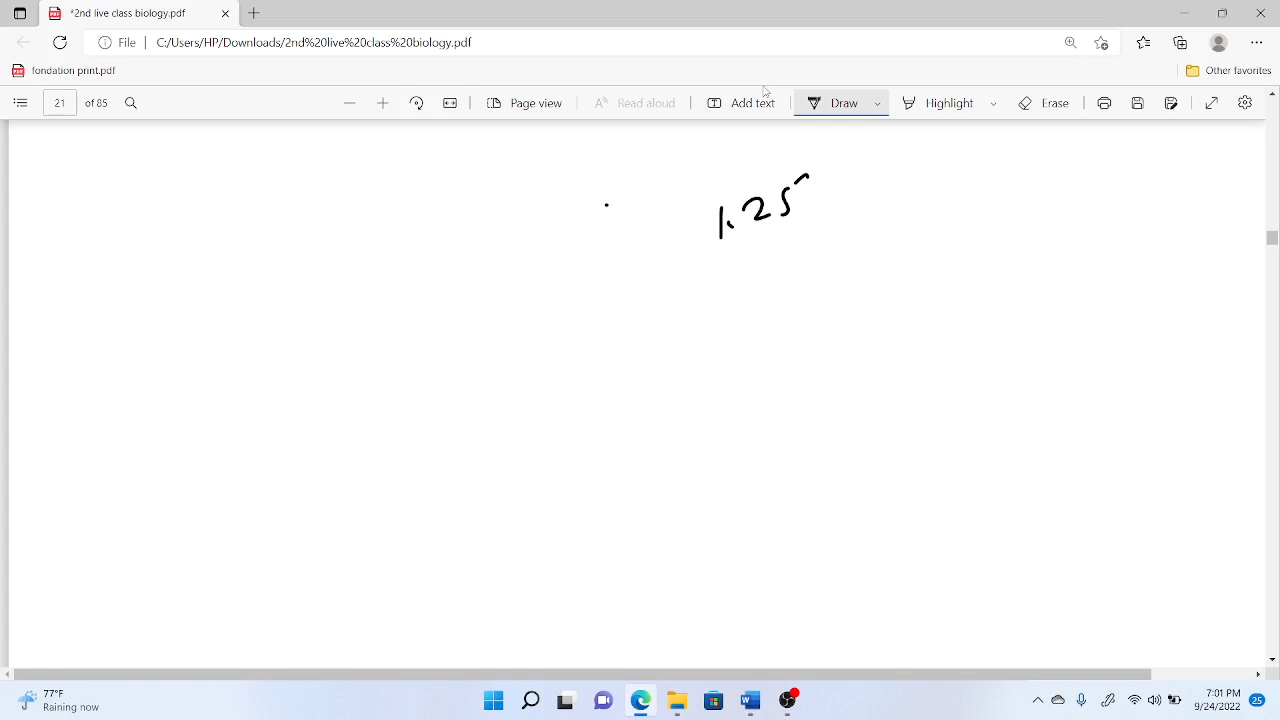 *2nd live class biology.pdf
File C:/Users/HP/Downloads/2nd%20live%20class%20biology.pdf
fondation print.pdf Other favorites
21 of 85 Page view Read aloud Add text Draw Highlight Erase
1.25
77°F 7:01 PM
Raining now 9/24/2022 25